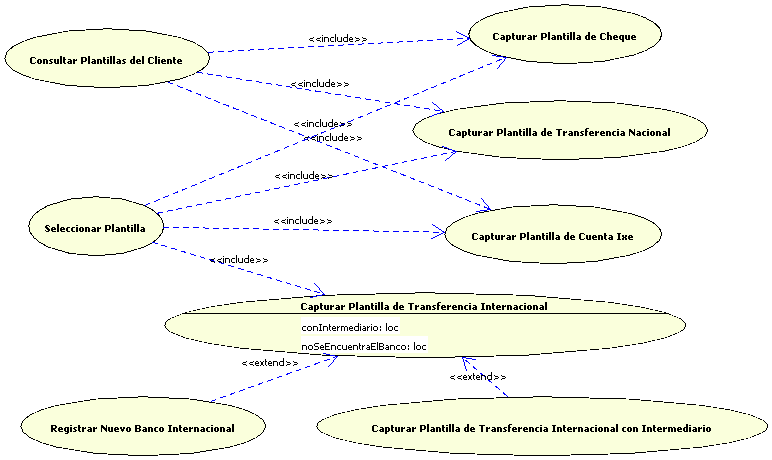 <<include>>
Capturar Plantilla de Cheque
Consultar Plantillas del Cliente
<<include>>
<<include>>
<<include>>
Capturar Plantilla de Transferencia Nacional
<<include>>
<<include>>
Seleccionar Plantilla
Capturar Plantilla de Cuenta Ixe
<<include>>
Capturar Plantilla de Transferencia Internacional
conIntermediario: loc
noSeEncuentraElBanco: loc
<<extend>>
<<extend>>
Registrar Nuevo Banco Internacional
Capturar Plantilla de Transferencia Internacional con Intermediario